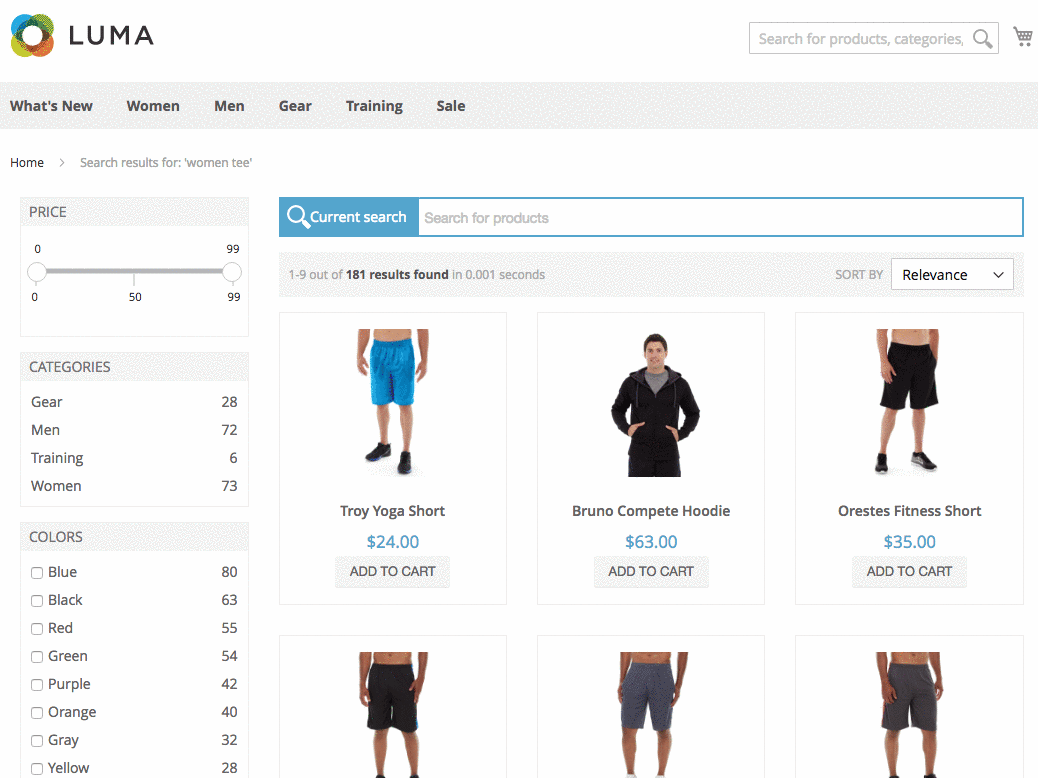 LUMA
Search for products, categories,
What's New Women Men Gear Training Sale
Home > Search results for: 'women tee'
PRICE
0 99
0 50 99
CATEGORIES
Gear 28
Men 72
Training 6
Women 73
COLORS
Blue 80
Black 63
Red 55
Green 54
Purple 42
Orange 40
Gray 32
Yellow 28
Current search Search for products
1-9 out of 181 results found in 0.001 seconds
SORT BY Relevance
Troy Yoga Short
$24.00
ADD TO CART
Bruno Compete Hoodie
$63.00
ADD TO CART
Orestes Fitness Short
$35.00
ADD TO CART